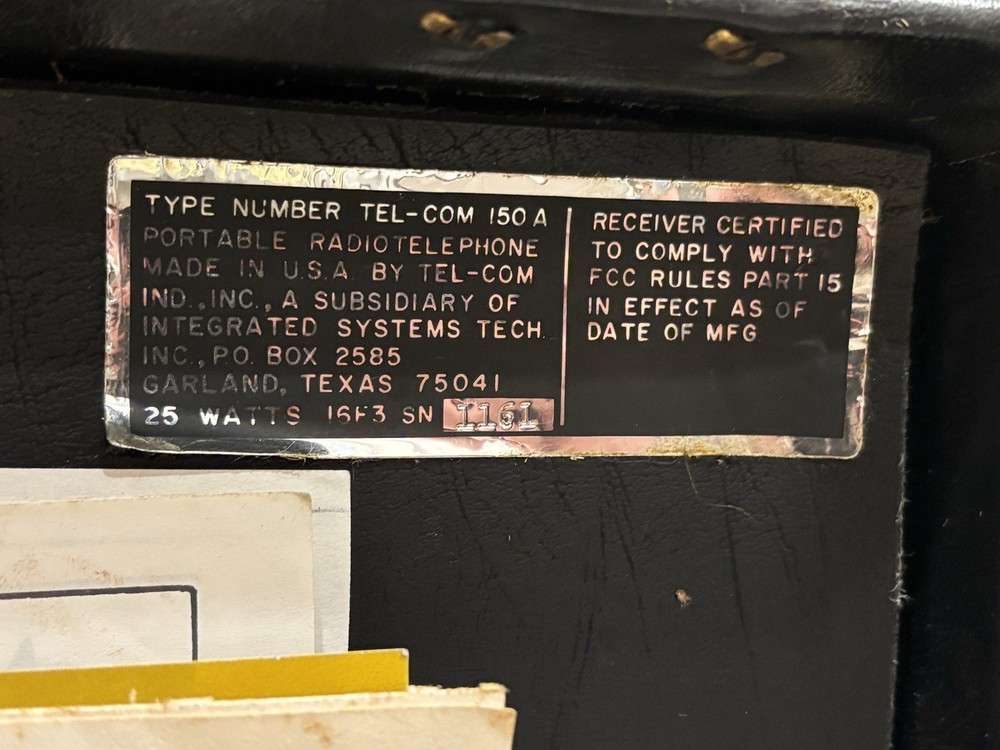 TYPE NUMBER TEL-COM 150A
PORTABLE RADIOTELEPHONE
MADE IN U.S.A. BY TEL-COM
IND., INC., A SUBSIDIARY OF
INTEGRATED SYSTEMS TECH.
INC., P.O. BOX 2585
GARLAND, TEXAS 75041
25 WATTS 16F3 SN 1161
RECEIVER CERTIFIED
TO COMPLY WITH
FCC RULES PART 15
IN EFFECT AS OF
DATE OF MFG.